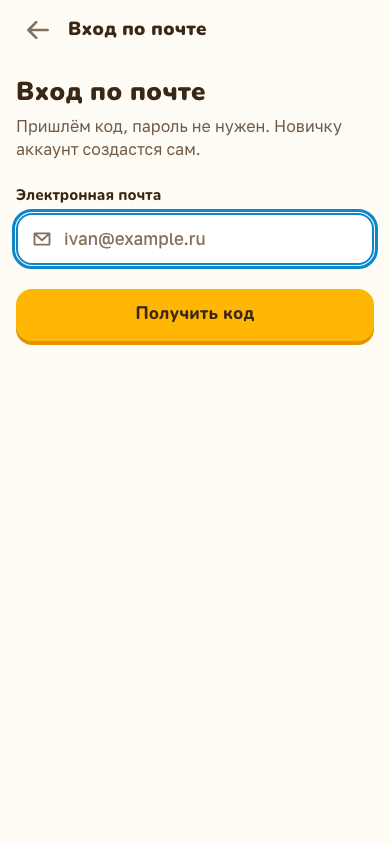 Вход по почте
Вход по почте
Пришлём код, пароль не нужен. Новичку
аккаунт создастся сам.
Электронная почта
ivan@example.ru
Получить код